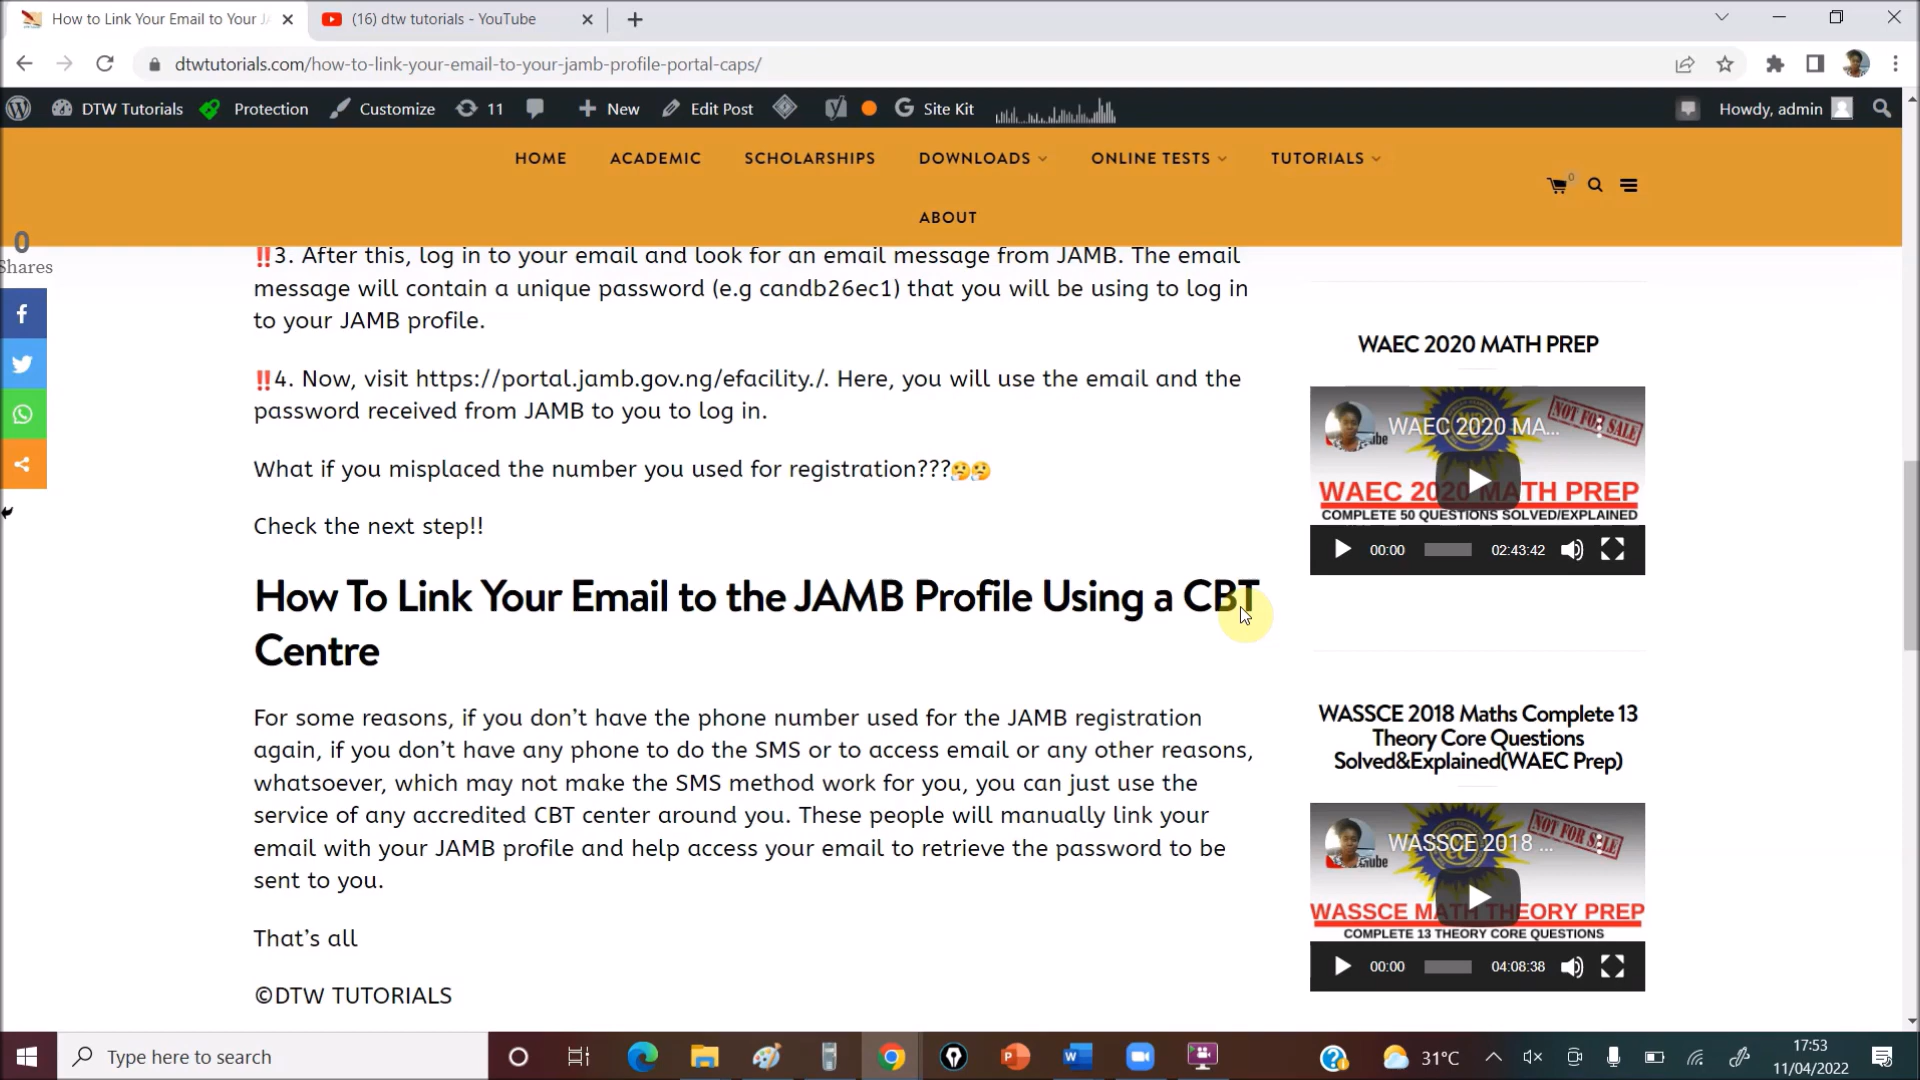 How to Link Your Email to Your JA
(16) dtw tutorials - YouTube
dtwtutorials.com/how-to-link-your-email-to-your-jamb-profile-portal-caps/
DTW Tutorials Protection Customize 11 New Edit Post Site Kit Howdy, admin
HOME ACADEMIC SCHOLARSHIPS DOWNLOADS ONLINE TESTS TUTORIALS
0
ABOUT
0
Shares
‼️3. After this, log in to your email and look for an email message from JAMB. The email
message will contain a unique password (e.g candb26ec1) that you will be using to log in
to your JAMB profile.
‼️4. Now, visit https://portal.jamb.gov.ng/efacility./. Here, you will use the email and the
password received from JAMB to you to log in.
What if you misplaced the number you used for registration???🤔🤔
Check the next step!!
How To Link Your Email to the JAMB Profile Using a CBT
Centre
For some reasons, if you don’t have the phone number used for the JAMB registration
again, if you don’t have any phone to do the SMS or to access email or any other reasons,
whatsoever, which may not make the SMS method work for you, you can just use the
service of any accredited CBT center around you. These people will manually link your
email with your JAMB profile and help access your email to retrieve the password to be
sent to you.
That’s all
©DTW TUTORIALS
WAEC 2020 MATH PREP
WAEC 2020 MA...
NOT FOR SALE
WAEC 2020 MATH PREP
COMPLETE 50 QUESTIONS SOLVED/EXPLAINED
00:00 02:43:42
WASSCE 2018 Maths Complete 13
Theory Core Questions
Solved&Explained(WAEC Prep)
WASSCE 2018 ...
NOT FOR SALE
WASSCE MATH THEORY PREP
COMPLETE 13 THEORY CORE QUESTIONS
00:00 04:08:38
Type here to search
31°C
17:53
11/04/2022